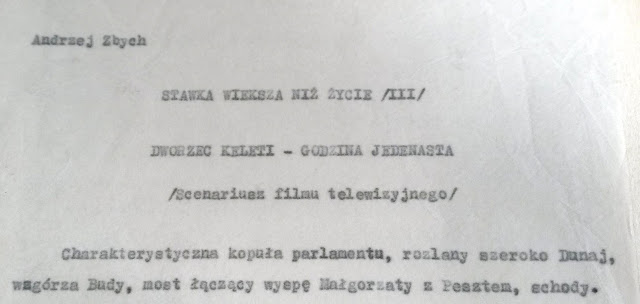 Andrzej Zbych
STAWKA WIEKSZA NIŻ ŻYCIE /III/
DWORZEC KELETI - GODZINA JEDENASTA
/Scenariusz filmu telewizyjnego/
Charakterystyczna kopuła parlamentu, rozlany szeroko Dunaj,
wzgórza Budy, most łączący wyspę Małgorzaty z Pesztem, schody.